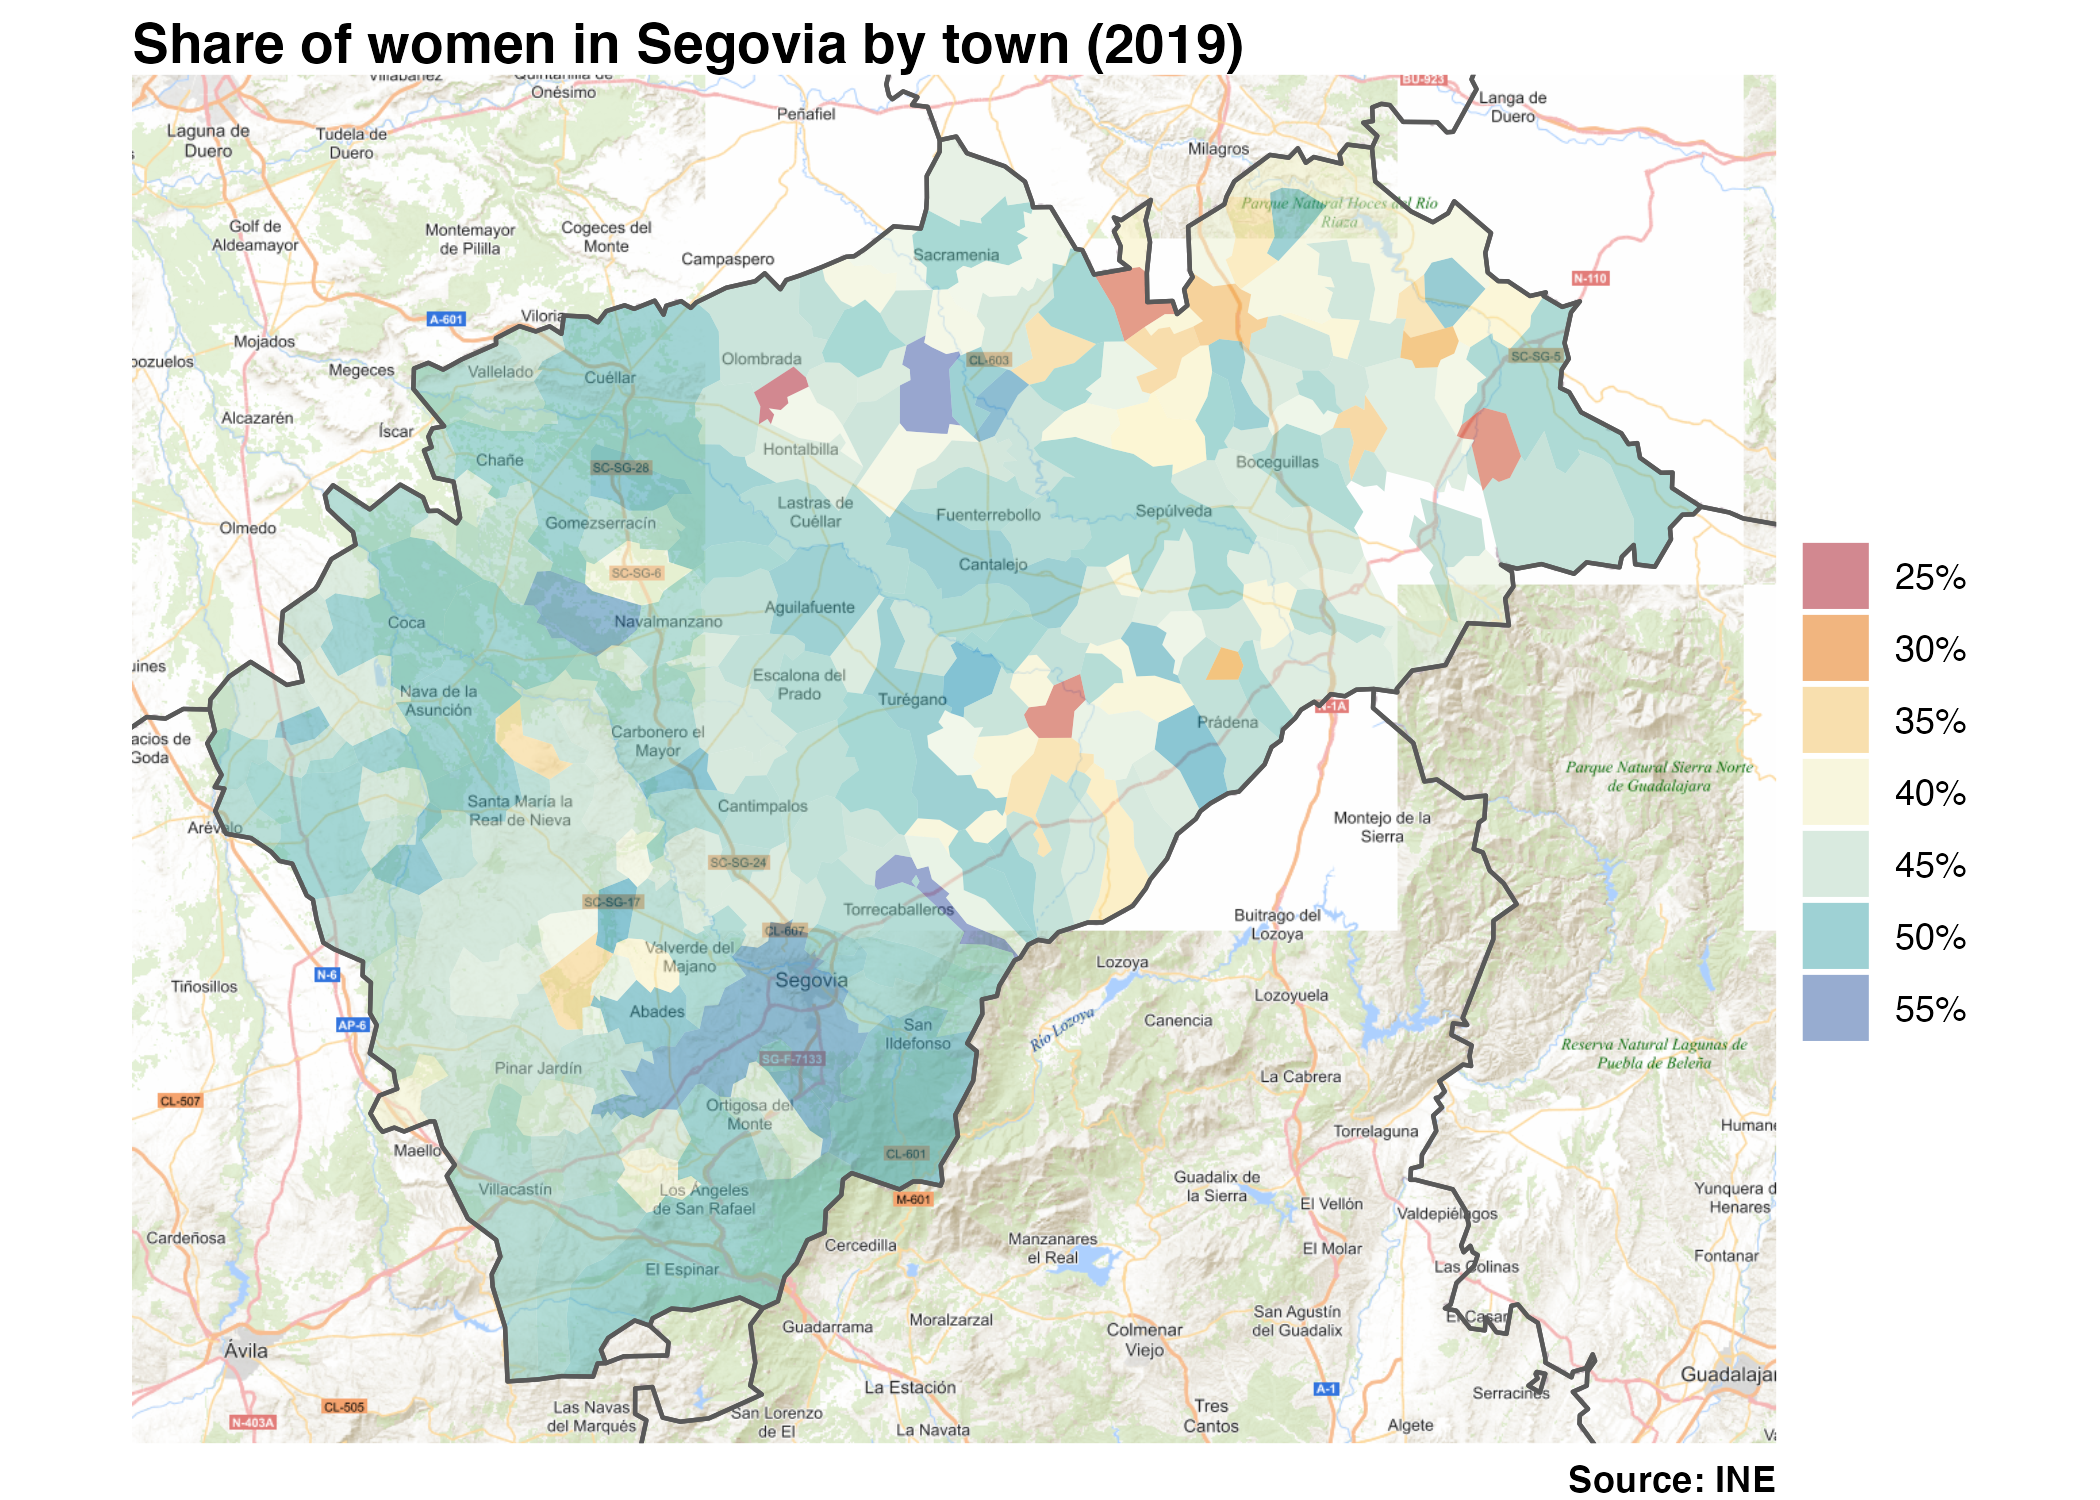 Share of women in Segovia by town (2019)
Villabáñez
Quintanilla de
Onésimo
Peñafiel
BU-923
Langa de
Duero
Laguna de
Duero
Tudela de
Duero
Milagros
Parque Natural Hoces del Río
Riaza
Golf de
Aldeamayor
Montemayor
de Pililla
Cogeces del
Monte
Campaspero
Sacramenia
N-110
A-601
Viloria
Mojados
Megeces
Vallelado
Cuéllar
Olombrada
CL-603
SC-SG-5
Alcazarén
Íscar
Chañe
SC-SG-28
Hontalbilla
Boceguillas
Olmedo
Gomezserracín
Lastras de
Cuéllar
Fuenterrebollo
Sepúlveda
SC-SG-6
Cantalejo
Coca
Navalmanzano
Aguilafuente
Nava de la
Asunción
Escalona del
Prado
Turégano
Prádena
N-1A
Carbonero el
Mayor
Parque Natural Sierra Norte
de Guadalajara
Santa María la
Real de Nieva
Cantimpalos
Arévalo
Montejo de la
Sierra
SC-SG-24
SC-SG-17
Torrecaballeros
CL-607
Buitrago del
Lozoya
Valverde del
Majano
Segovia
Lozoya
N-6
Tiñosillos
Abades
Lozoyuela
AP-6
San
Ildefonso
Río Lozoya
Canencia
SG-F-7133
Pinar Jardín
Reserva Natural Lagunas de
Puebla de Beleña
La Cabrera
CL-507
Ortigosa del
Monte
Torrelaguna
Maello
CL-601
Villacastín
Los Angeles
de San Rafael
M-601
Guadalix de
la Sierra
El Vellón
Valdepiélagos
Yunquera d
Henares
Cardeñosa
Cercedilla
Manzanares
el Real
El Molar
Fontanar
El Espinar
Las Colinas
Guadarrama
Moralzarzal
Colmenar
Viejo
San Agustín
del Guadalix
El Casar
Ávila
La Estación
A-1
Serracines
Guadalajar
CL-505
N-403A
Las Navas
del Marqués
San Lorenzo
de El
La Navata
Tres
Cantos
Algete
25%
30%
35%
40%
45%
50%
55%
Source: INE